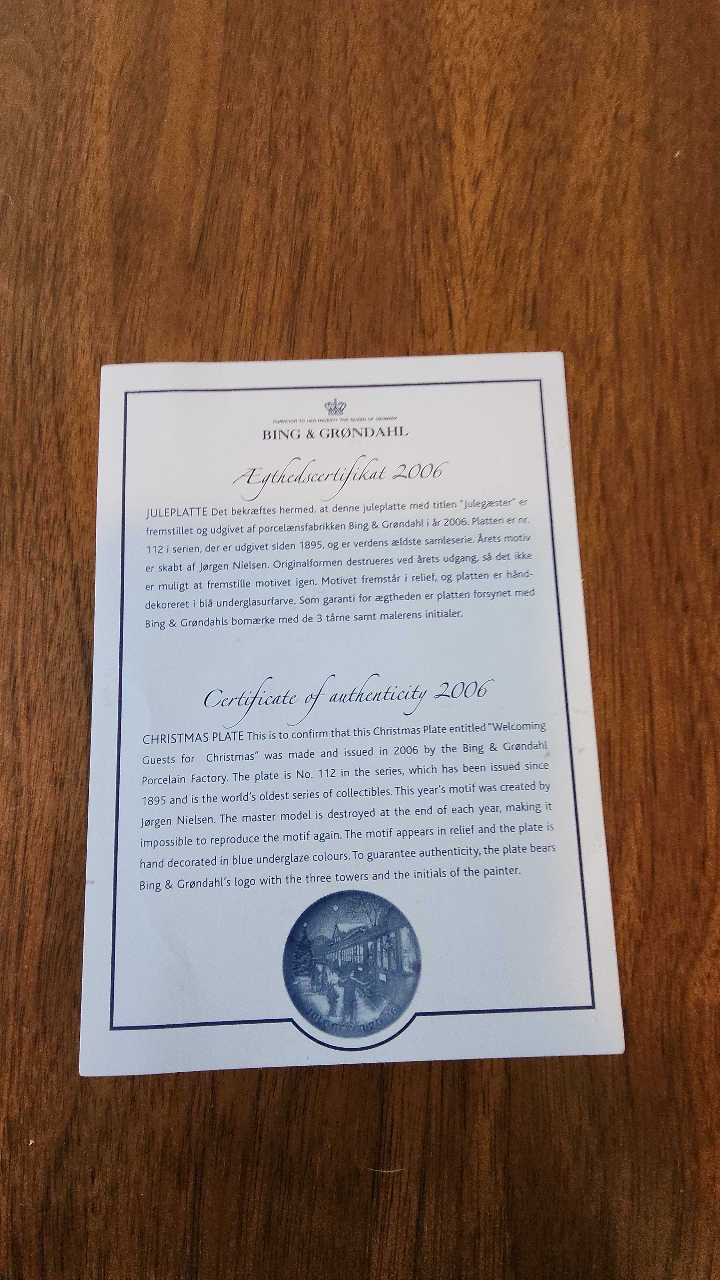 PURVEYOR TO HER MAJESTY THE QUEEN OF DENMARK
BING & GRØNDAHL
Ægthedscertifikat 2006
JULEPLATTE Det bekræftes hermed, at denne juleplatte med titlen "Julegæster" er
fremstillet og udgivet af porcelænsfabrikken Bing & Grøndahl i år 2006. Platten er nr.
112 i serien, der er udgivet siden 1895, og er verdens ældste samleserie. Årets motiv
er skabt af Jørgen Nielsen. Originalformen destrueres ved årets udgang, så det ikke
er muligt at fremstille motivet igen. Motivet fremstår i relief, og platten er hånd-
dekoreret i blå underglasurfarve. Som garanti for ægtheden er platten forsynet med
Bing & Grøndahls bomærke med de 3 tårne samt malerens initialer.
Certificate of authenticity 2006
CHRISTMAS PLATE This is to confirm that this Christmas Plate entitled "Welcoming
Guests for Christmas" was made and issued in 2006 by the Bing & Grøndahl
Porcelain Factory. The plate is No. 112 in the series, which has been issued since
1895 and is the world's oldest series of collectibles. This year's motif was created by
Jørgen Nielsen. The master model is destroyed at the end of each year, making it
impossible to reproduce the motif again. The motif appears in relief and the plate is
hand decorated in blue underglaze colours. To guarantee authenticity, the plate bears
Bing & Grøndahl's logo with the three towers and the initials of the painter.